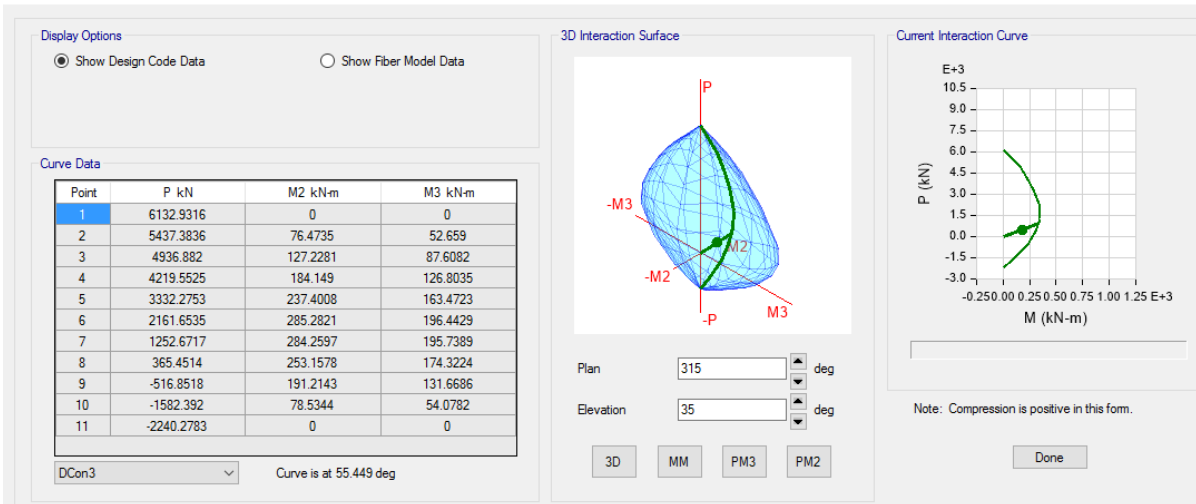 Display Options
Show Design Code Data Show Fiber Model Data
Curve Data
Point P kN M2 kN-m M3 kN-m
1 6132.9316 0 0
2 5437.3836 76.4735 52.659
3 4936.882 127.2281 87.6082
4 4219.5525 184.149 126.8035
5 3332.2753 237.4008 163.4723
6 2161.6535 285.2821 196.4429
7 1252.6717 284.2597 195.7389
8 365.4514 253.1578 174.3224
9 -516.8518 191.2143 131.6686
10 -1582.392 78.5344 54.0782
11 -2240.2783 0 0
DCon3 Curve is at 55.449 deg
3D Interaction Surface
P
-M3
M2
-M2
M3
-P
Plan 315 deg
Elevation 35 deg
3D MM PM3 PM2
Current Interaction Curve
E+3
10.5
9.0
7.5
6.0
4.5
3.0
1.5
0.0
-1.5
-3.0
P (kN)
-0.250.00 0.25 0.50 0.75 1.00 1.25 E+3
M (kN-m)
Note: Compression is positive in this form.
Done